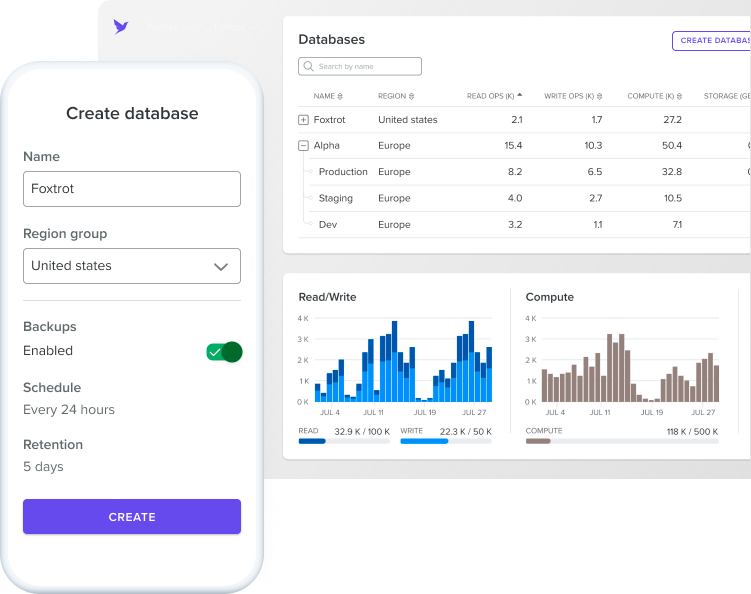 Create database
Name
Foxtrot
Region group
United states
Backups
Enabled
Schedule
Every 24 hours
Retention
5 days
CREATE
Databases
CREATE
Search by name
NAME REGION READ OPS (K) WRITE OPS (K) COMPUTE (K) STORAGE
Foxtrot United states 2.1 1.7 27.2
Alpha Europe 15.4 10.3 50.4
Production Europe 8.2 6.5 32.8
Staging Europe 4.0 2.7 10.5
Dev Europe 3.2 1.1 7.1
Read/Write
4 K
3 K
2 K
1 K
0 K
JUL 4 JUL 11 JUL 19 JUL 27
READ 32.9 K / 100 K WRITE 22.3 K / 50 K
Compute
4 K
3 K
2 K
1 K
0 K
JUL 4 JUL 11 JUL 19 JUL 27
COMPUTE 118 K / 500 K